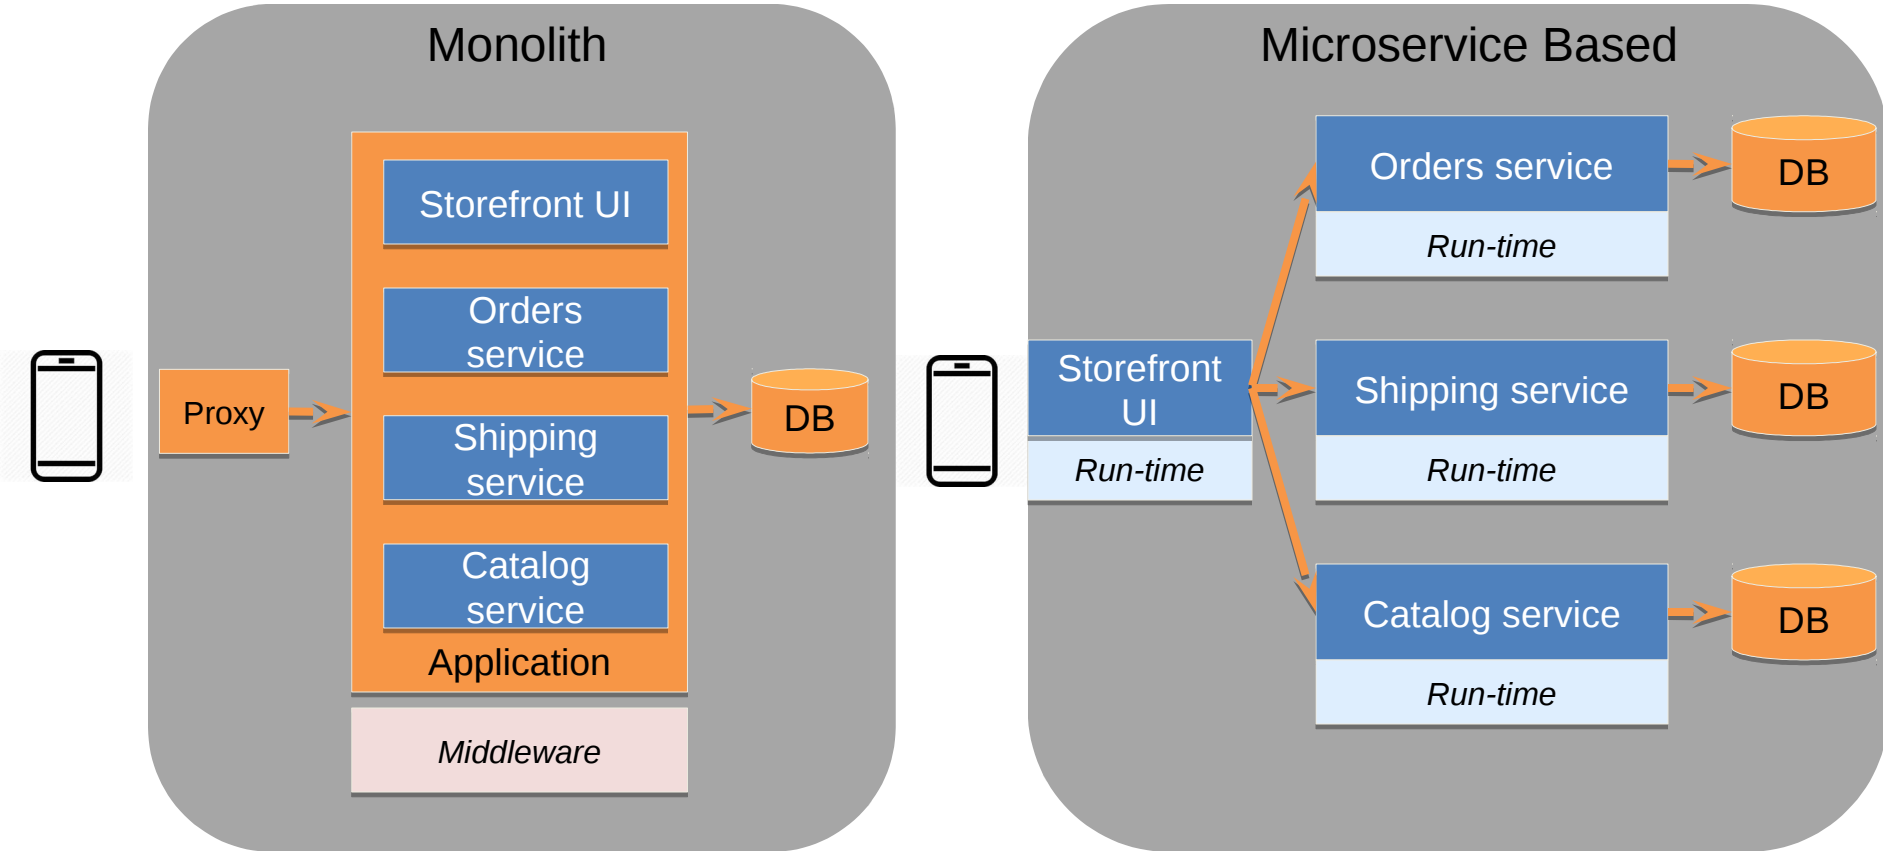 Monolith
Storefront UI
Orders
service
Shipping
service
Catalog
service
Application
Middleware
Proxy
DB
Microservice Based
Storefront
UI
Run-time
Orders service
Run-time
DB
Shipping service
Run-time
DB
Catalog service
Run-time
DB